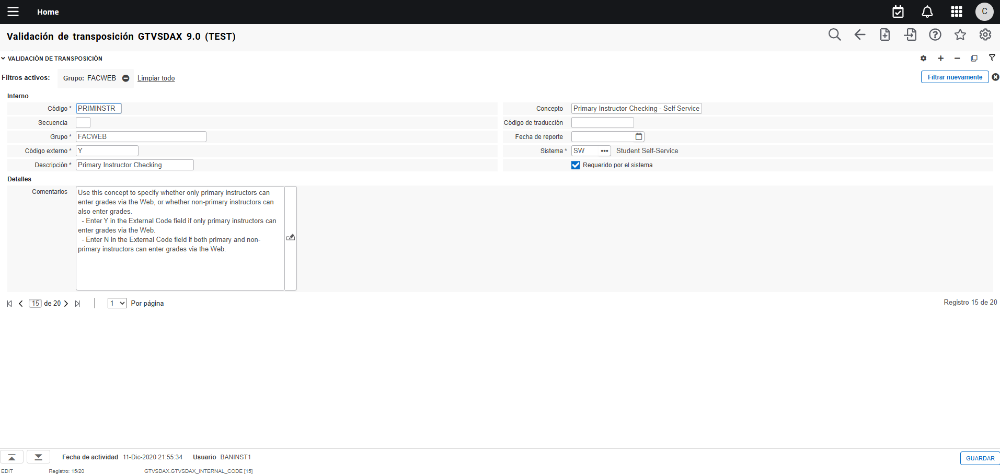 Home
C
Validación de transposición GTVSDAX 9.0 (TEST)
VALIDACIÓN DE TRANSPOSICIÓN
Filtros activos: Grupo: FACWEB Limpiar todo Filtrar nuevamente
Interno
Código * PRIMINSTR
Concepto Primary Instructor Checking - Self Service
Secuencia
Código de traducción
Grupo * FACWEB
Fecha de reporte
Código externo * Y
Sistema * SW ••• Student Self-Service
Descripción * Primary Instructor Checking
Requerido por el sistema
Detalles
Comentarios
Use this concept to specify whether only primary instructors can
enter grades via the Web, or whether non-primary instructors can
also enter grades.
- Enter Y in the External Code field if only primary instructors can
enter grades via the Web.
- Enter N in the External Code field if both primary and non-
primary instructors can enter grades via the Web.
15 de 20 1 Por página Registro 15 de 20
Fecha de actividad 11-Dic-2020 21:55:34 Usuario BANINST1 GUARDAR
EDIT Registro: 15/20 GTVSDAX.GTVSDAX_INTERNAL_CODE [15]